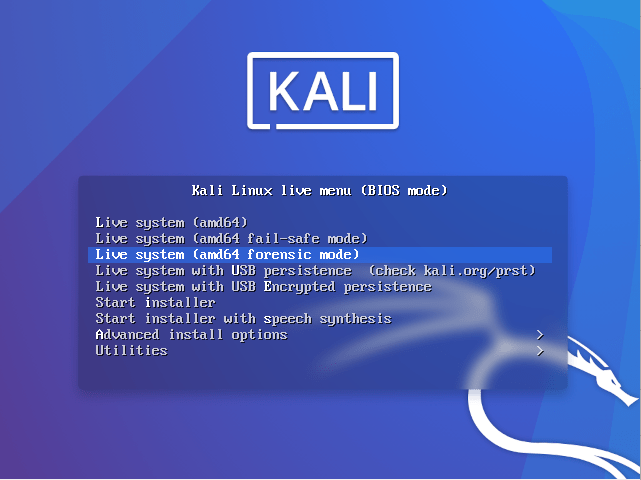 KALI
Kali Linux live menu (BIOS mode)
Live system (amd64)
Live system (amd64 fail-safe mode)
Live system (amd64 forensic mode)
Live system with USB persistence  (check kali.org/prst)
Live system with USB Encrypted persistence
Start installer
Start installer with speech synthesis
Advanced install options >
Utilities >